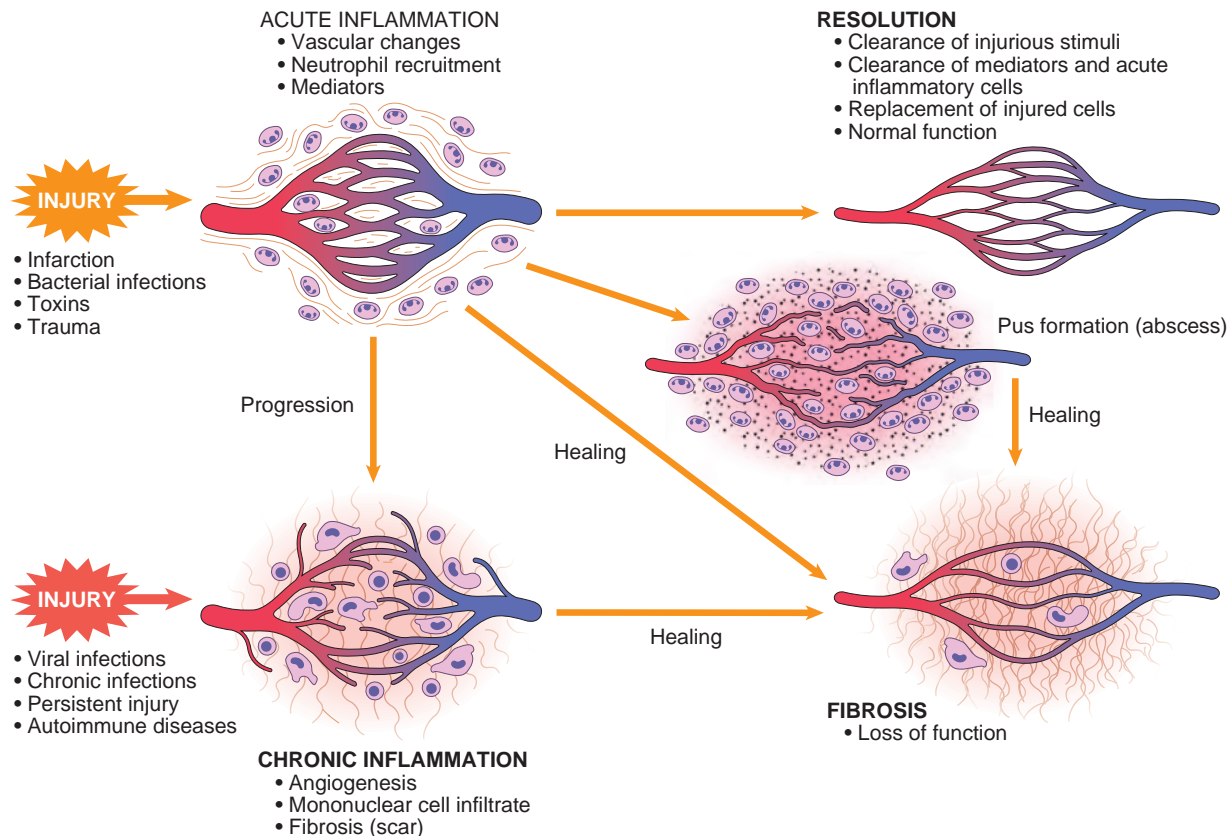 ACUTE INFLAMMATION
• Vascular changes
• Neutrophil recruitment
• Mediators
RESOLUTION
• Clearance of injurious stimuli
• Clearance of mediators and acute
inflammatory cells
• Replacement of injured cells
• Normal function
INJURY
• Infarction
• Bacterial infections
• Toxins
• Trauma
Pus formation (abscess)
Progression
Healing
Healing
INJURY
• Viral infections
• Chronic infections
• Persistent injury
• Autoimmune diseases
Healing
CHRONIC INFLAMMATION
• Angiogenesis
• Mononuclear cell infiltrate
• Fibrosis (scar)
FIBROSIS
• Loss of function